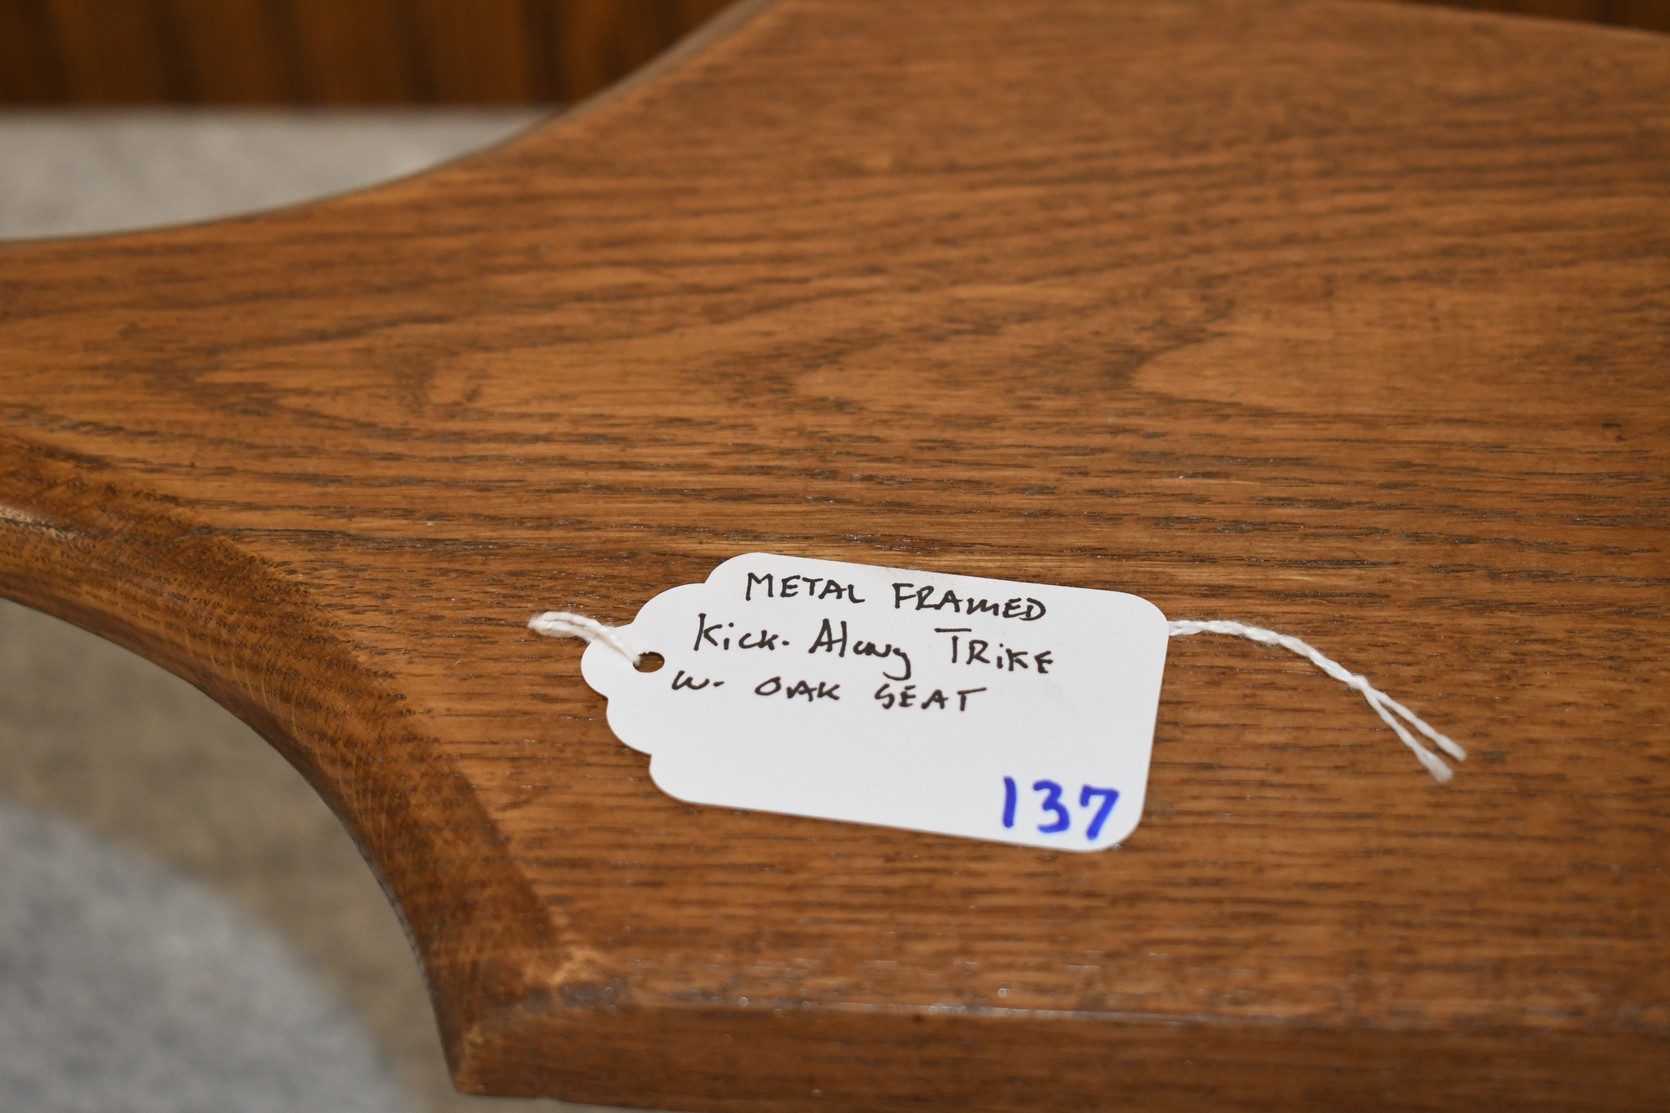 METAL FRAMED
Kick-Along TRiKE
w- OAK SEAT
137